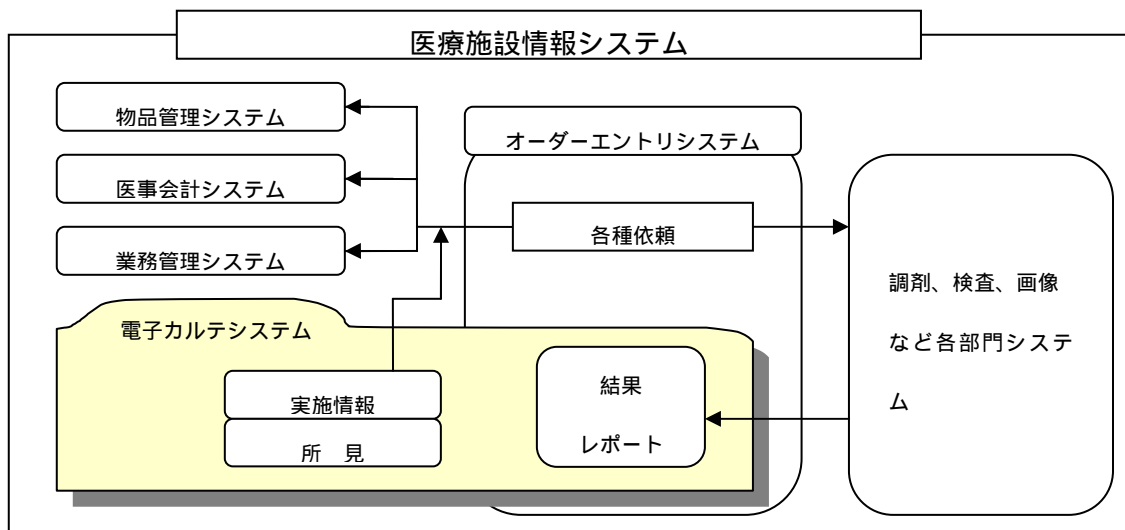 医療施設情報システム
物品管理システム
医事会計システム
業務管理システム
オーダーエントリシステム
各種依頼
調剤、検査、画像
など各部門システ
ム
電子カルテシステム
実施情報
所　見
結果
レポート